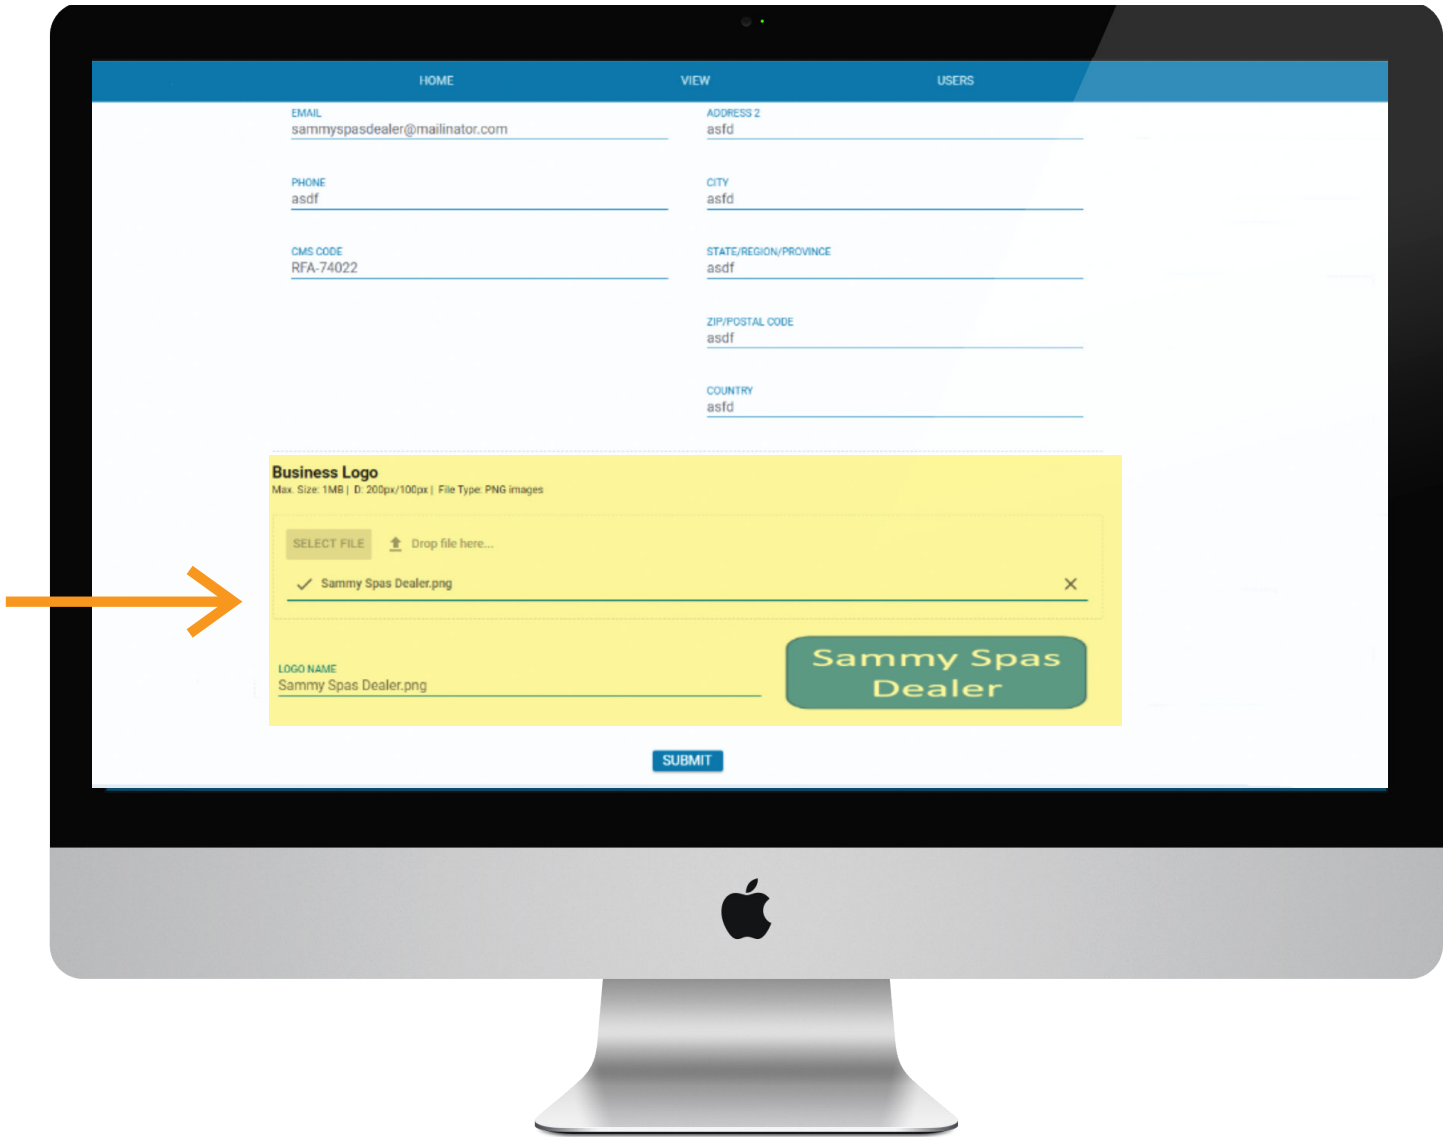 HOME VIEW USERS
EMAIL
sammyspasdealer@mailinator.com
ADDRESS 2
asfd
PHONE
asdf
CITY
asfd
CMS CODE
RFA-74022
STATE/REGION/PROVINCE
asdf
ZIP/POSTAL CODE
asdf
COUNTRY
asfd
Business Logo
Max. Size: 1MB | D: 200px/100px | File Type: PNG images
SELECT FILE Drop file here...
Sammy Spas Dealer.png
LOGO NAME
Sammy Spas Dealer.png
Sammy Spas
Dealer
SUBMIT